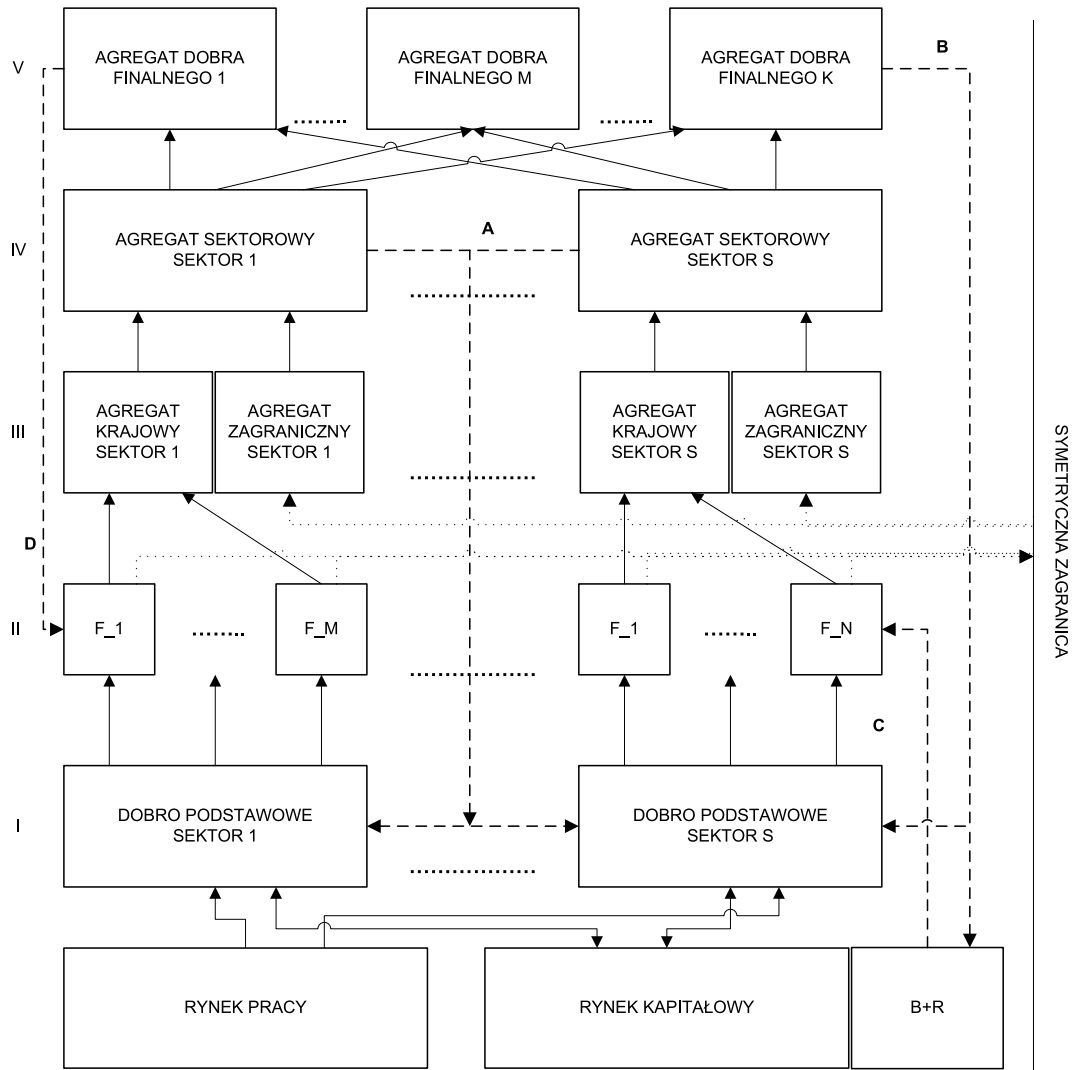 V
AGREGAT DOBRA
FINALNEGO 1
AGREGAT DOBRA
FINALNEGO M
AGREGAT DOBRA
FINALNEGO K
B
........
........
IV
AGREGAT SEKTOROWY
SEKTOR 1
A
AGREGAT SEKTOROWY
SEKTOR S
....................
III
AGREGAT
KRAJOWY
SEKTOR 1
AGREGAT
ZAGRANICZNY
SEKTOR 1
AGREGAT
KRAJOWY
SEKTOR S
AGREGAT
ZAGRANICZNY
SEKTOR S
....................
SYMETRYCZNA ZAGRANICA
D
II
F_1
........
F_M
F_1
........
F_N
....................
C
I
DOBRO PODSTAWOWE
SEKTOR 1
DOBRO PODSTAWOWE
SEKTOR S
....................
RYNEK PRACY
RYNEK KAPITAŁOWY
B+R